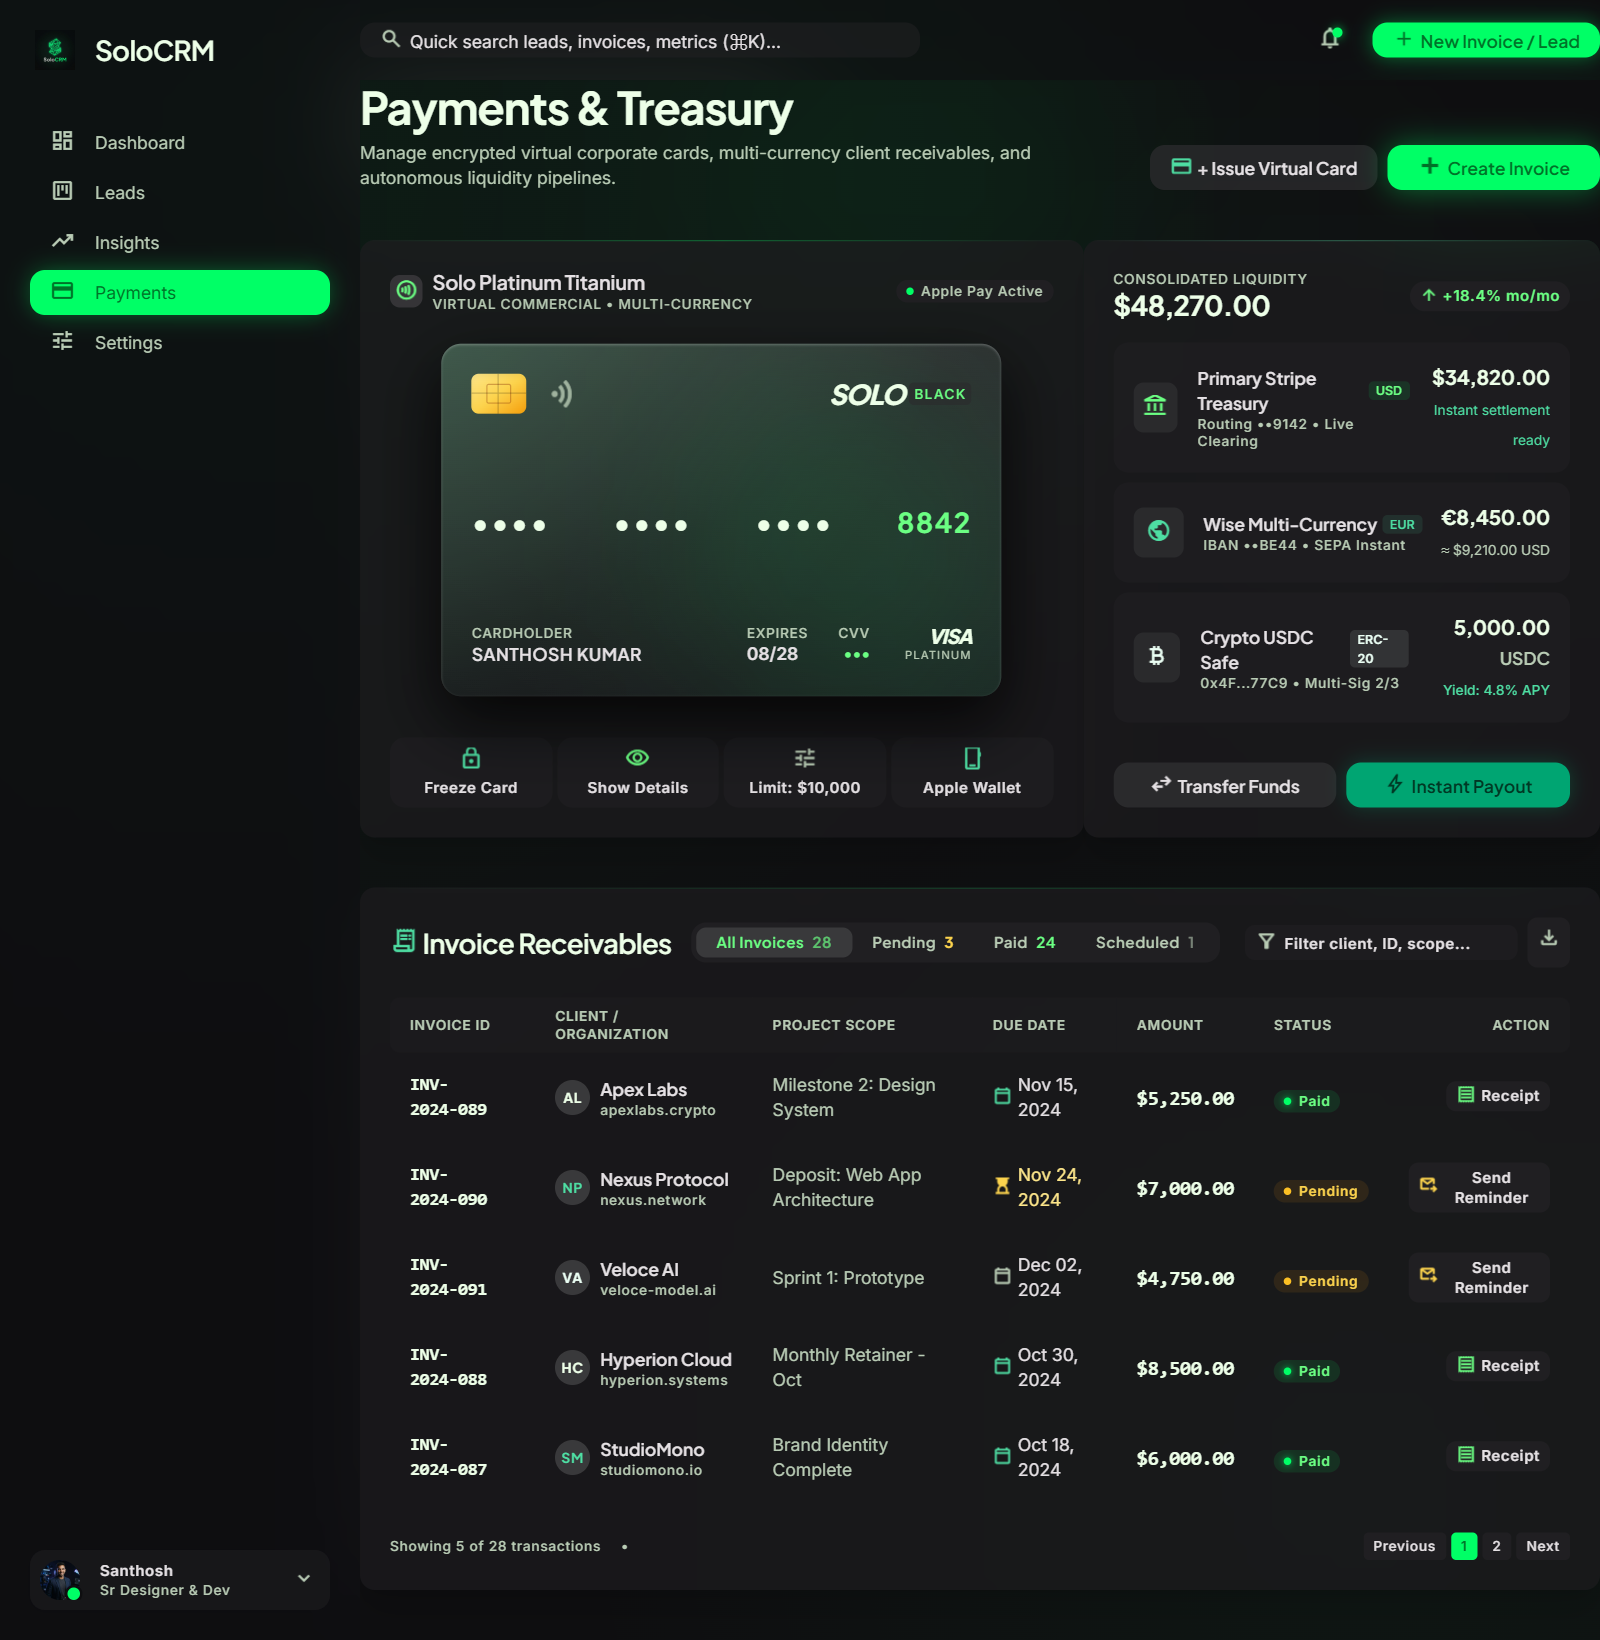 SoloCRM
SoloCRM
Dashboard
Leads
Insights
Payments
Settings
Santhosh
Sr Designer & Dev
Quick search leads, invoices, metrics (⌘K)...
New Invoice / Lead
Payments & Treasury
Manage encrypted virtual corporate cards, multi-currency client receivables, and
autonomous liquidity pipelines.
+ Issue Virtual Card
Create Invoice
Solo Platinum Titanium
VIRTUAL COMMERCIAL • MULTI-CURRENCY
Apple Pay Active
SOLO BLACK
•••• •••• •••• 8842
CARDHOLDER
SANTHOSH KUMAR
EXPIRES
08/28
CVV
•••
VISA
PLATINUM
Freeze Card
Show Details
Limit: $10,000
Apple Wallet
CONSOLIDATED LIQUIDITY
$48,270.00
+18.4% mo/mo
Primary Stripe
Treasury
USD
Routing ••9142 • Live
Clearing
$34,820.00
Instant settlement
ready
Wise Multi-Currency EUR
IBAN ••BE44 • SEPA Instant
€8,450.00
≈ $9,210.00 USD
Crypto USDC
Safe
ERC-
20
0x4F...77C9 • Multi-Sig 2/3
5,000.00
USDC
Yield: 4.8% APY
Transfer Funds
Instant Payout
Invoice Receivables
All Invoices 28
Pending 3
Paid 24
Scheduled 1
Filter client, ID, scope...
INVOICE ID
CLIENT /
ORGANIZATION
PROJECT SCOPE
DUE DATE
AMOUNT
STATUS
ACTION
INV-
2024-089
AL
Apex Labs
apexlabs.crypto
Milestone 2: Design
System
Nov 15,
2024
$5,250.00
Paid
Receipt
INV-
2024-090
NP
Nexus Protocol
nexus.network
Deposit: Web App
Architecture
Nov 24,
2024
$7,000.00
Pending
Send
Reminder
INV-
2024-091
VA
Veloce AI
veloce-model.ai
Sprint 1: Prototype
Dec 02,
2024
$4,750.00
Pending
Send
Reminder
INV-
2024-088
HC
Hyperion Cloud
hyperion.systems
Monthly Retainer -
Oct
Oct 30,
2024
$8,500.00
Paid
Receipt
INV-
2024-087
SM
StudioMono
studiomono.io
Brand Identity
Complete
Oct 18,
2024
$6,000.00
Paid
Receipt
Showing 5 of 28 transactions •
Previous
1
2
Next